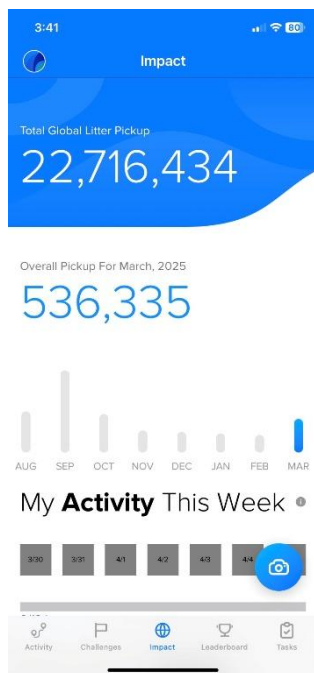 3:41
80
Impact
Total Global Litter Pickup
22,716,434
Overall Pickup For March, 2025
536,335
AUG SEP OCT NOV DEC JAN FEB MAR
My Activity This Week
3/30 3/31 4/1 4/2 4/3 4/4
Activity Challenges Impact Leaderboard Tasks